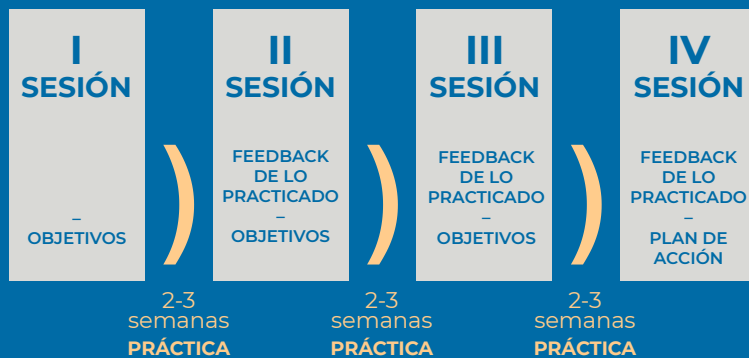 I
SESIÓN
–
OBJETIVOS
II
SESIÓN
FEEDBACK
DE LO
PRACTICADO
–
OBJETIVOS
III
SESIÓN
FEEDBACK
DE LO
PRACTICADO
–
OBJETIVOS
IV
SESIÓN
FEEDBACK
DE LO
PRACTICADO
–
PLAN DE
ACCIÓN
2-3
semanas
PRÁCTICA
2-3
semanas
PRÁCTICA
2-3
semanas
PRÁCTICA